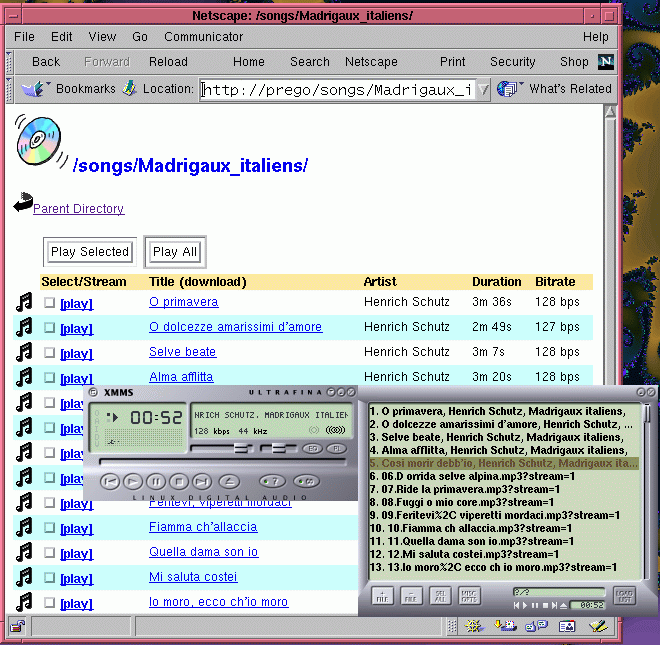 Netscape: /songs/Madrigaux_italiens/
File Edit View Go Communicator Help
Back Forward Reload Home Search Netscape Print Security Shop N
Bookmarks Location: http://prego/songs/Madrigaux_i What's Related
/songs/Madrigaux_italiens/
Parent Directory
Play Selected Play All
Select/Stream Title (download) Artist Duration Bitrate
[play] O primavera Henrich Schutz 3m 36s 128 bps
[play] O dolcezze amarissimi d'amore Henrich Schutz 2m 49s 127 bps
[play] Selve beate Henrich Schutz 3m 7s 128 bps
[play] Alma afflitta Henrich Schutz 3m 20s 128 bps
[play]
[play]
[play]
[play]
[play] Feritevi, viperetti mordaci
[play] Fiamma ch'allaccia
[play] Quella dama son io
[play] Mi saluta costei
[play] Io moro, ecco ch'io moro
XMMS ULTRAFINA
00:52 NRICH SCHUTZ. MADRIGAUX ITALIEN
128 kbps 44 kHz
EQ PL
LINUX DIGITAL AUDIO
1. O primavera, Henrich Schutz, Madrigaux italiens,
2. O dolcezze amarissimi d'amore, Henrich Schutz, ...
3. Selve beate, Henrich Schutz, Madrigaux italiens,
4. Alma afflitta, Henrich Schutz, Madrigaux italiens,
5. Cosi morir debb'io, Henrich Schutz, Madrigaux ita...
6. 06.D orrida selve alpina.mp3?stream=1
7. 07.Ride la primavera.mp3?stream=1
8. 08.Fuggi o mio core.mp3?stream=1
9. 09.Feritevi%2C viperetti mordaci.mp3?stream=1
10. 10.Fiamma ch allaccia.mp3?stream=1
11. 11.Quella dama son io.mp3?stream=1
12. 12.Mi saluta costei.mp3?stream=1
13. 13.Io moro%2C ecco ch io moro.mp3?stream=1
+ FILE - FILE SEL ALL MISC OPTS ?/? LOAD LIST
00:52